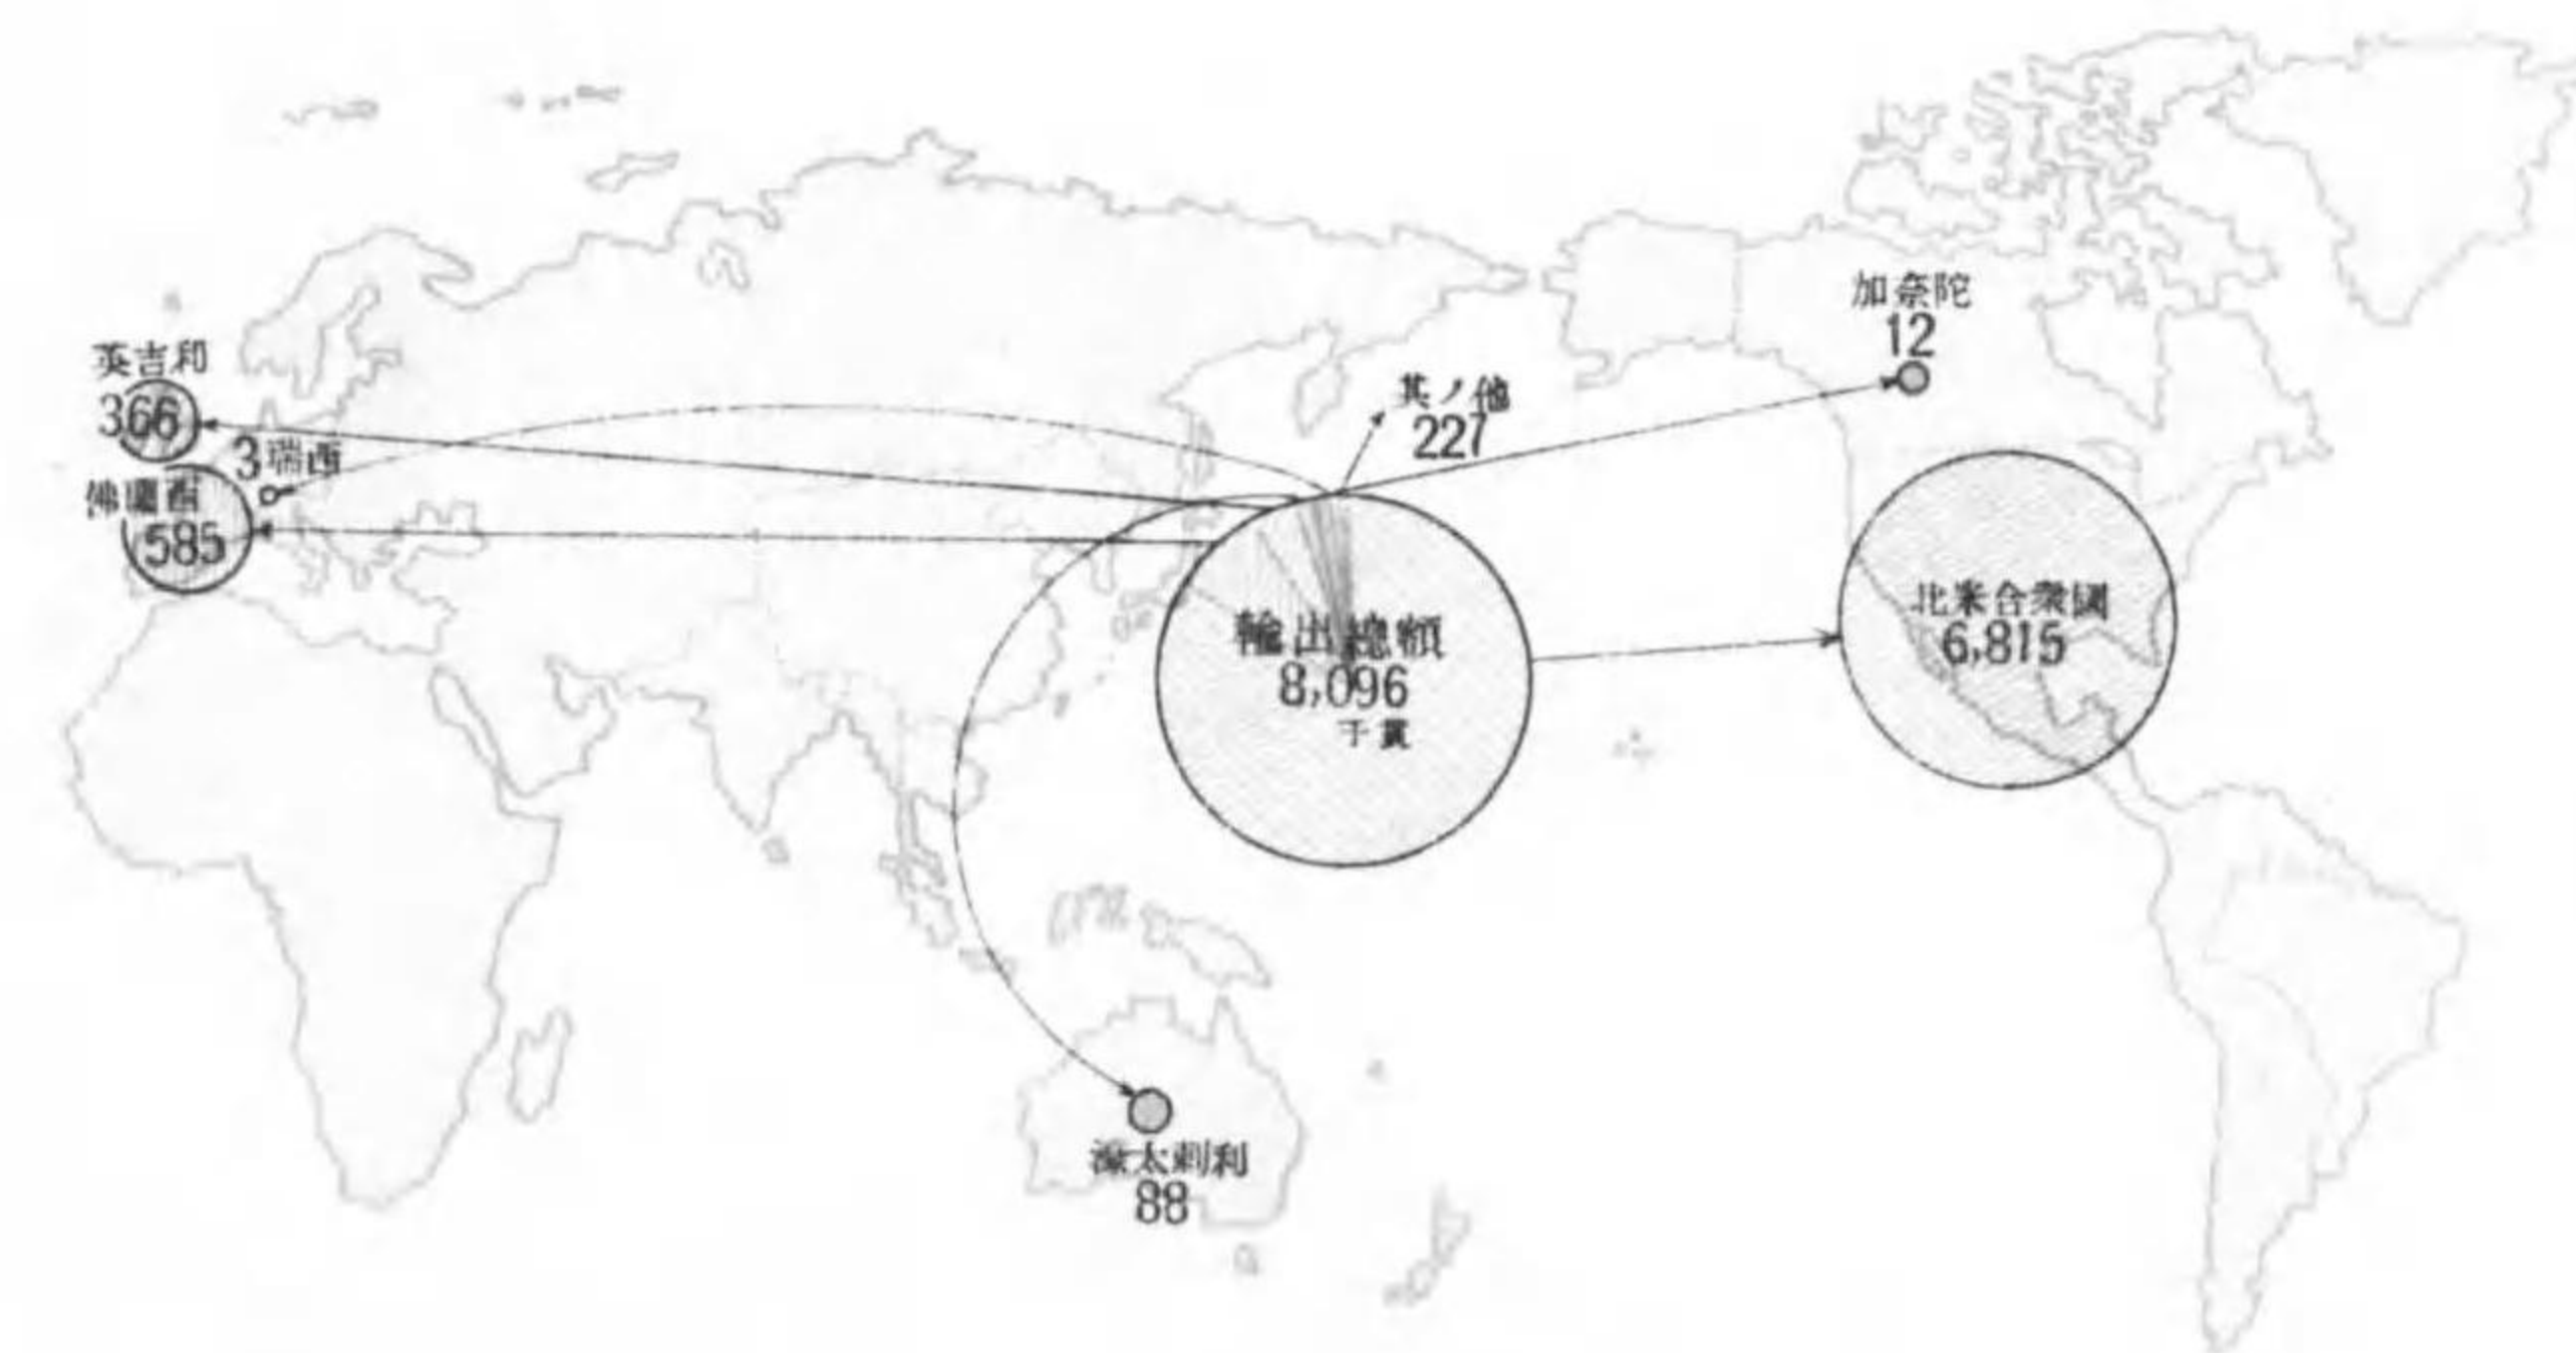 加奈陀
12
英吉利
366
其ノ他
227
3瑞西
佛蘭西
585
輸出總額
8,096
千貫
北米合衆國
6,815
濠太剌利
88